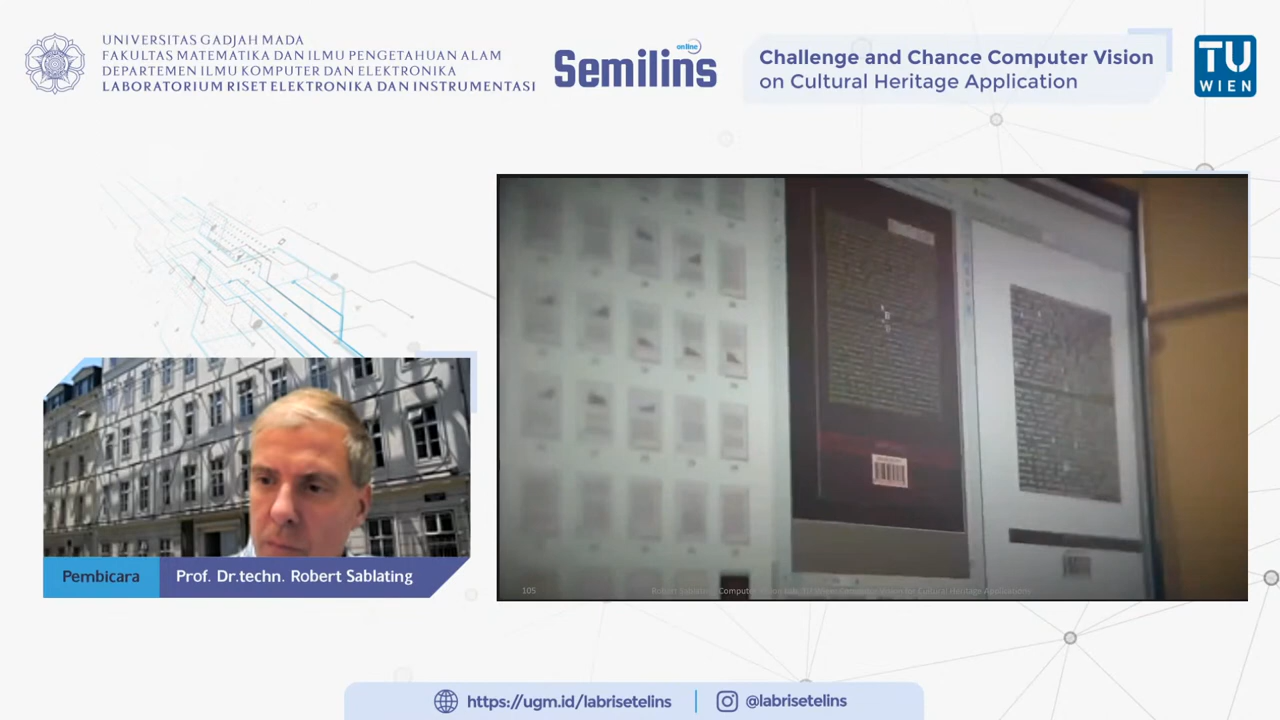 UNIVERSITAS GADJAH MADA
FAKULTAS MATEMATIKA DAN ILMU PENGETAHUAN ALAM
DEPARTEMEN ILMU KOMPUTER DAN ELEKTRONIKA
LABORATORIUM RISET ELEKTRONIKA DAN INSTRUMENTASI
online
Semilins
Challenge and Chance Computer Vision
on Cultural Heritage Application
TU
WIEN
Pembicara
Prof. Dr.techn. Robert Sablating
105
https://ugm.id/labrisetelins
@labrisetelins